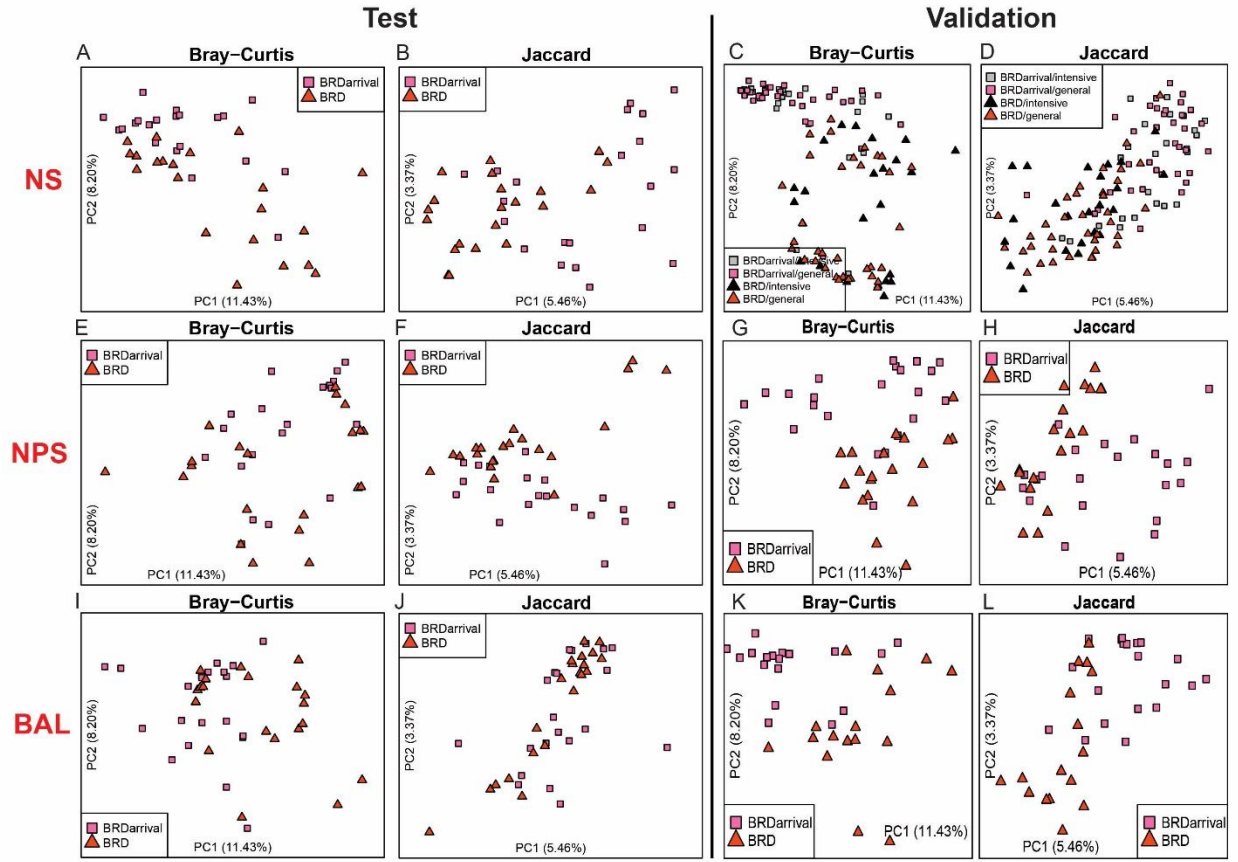 Test
Validation
A
Bray−Curtis
B
Jaccard
C
Bray−Curtis
D
Jaccard
NS
BRDarrival
BRD
PC2 (8.20%)
PC1 (11.43%)
BRDarrival
BRD
PC2 (3.37%)
PC1 (5.46%)
BRDarrival/intensive
BRDarrival/general
BRD/intensive
BRD/general
PC2 (8.20%)
PC1 (11.43%)
BRDarrival/intensive
BRDarrival/general
BRD/intensive
BRD/general
PC2 (3.37%)
PC1 (5.46%)
E
Bray−Curtis
F
Jaccard
G
Bray−Curtis
H
Jaccard
NPS
BRDarrival
BRD
PC2 (8.20%)
PC1 (11.43%)
BRDarrival
BRD
PC2 (3.37%)
PC1 (5.46%)
BRDarrival
BRD
PC2 (8.20%)
PC1 (11.43%)
BRDarrival
BRD
PC2 (3.37%)
PC1 (5.46%)
I
Bray−Curtis
J
Jaccard
K
Bray−Curtis
L
Jaccard
BAL
BRDarrival
BRD
PC2 (8.20%)
PC1 (11.43%)
BRDarrival
BRD
PC2 (3.37%)
PC1 (5.46%)
BRDarrival
BRD
PC2 (8.20%)
PC1 (11.43%)
BRDarrival
BRD
PC2 (3.37%)
PC1 (5.46%)